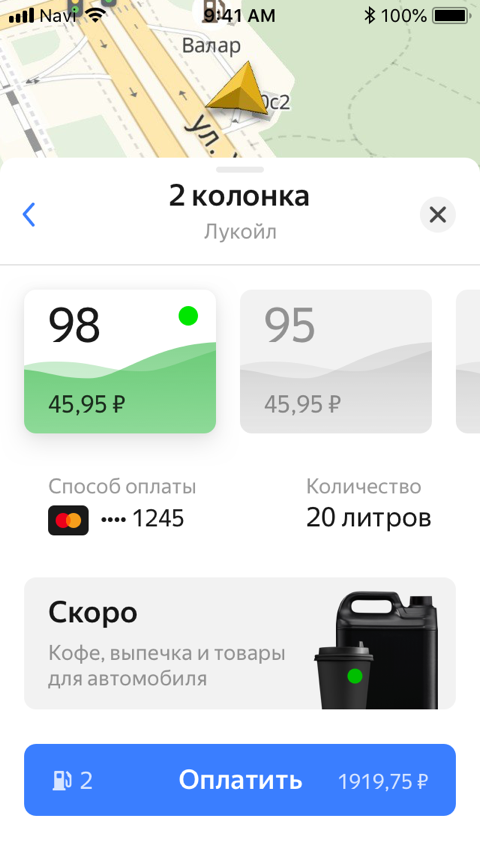 Navi 9:41 AM 100%
Валар
0с2
ул.
2 колонка
Лукойл
98
45,95 ₽
95
45,95 ₽
Способ оплаты
•••• 1245
Количество
20 литров
Скоро
Кофе, выпечка и товары
для автомобиля
2 Оплатить 1919,75 ₽